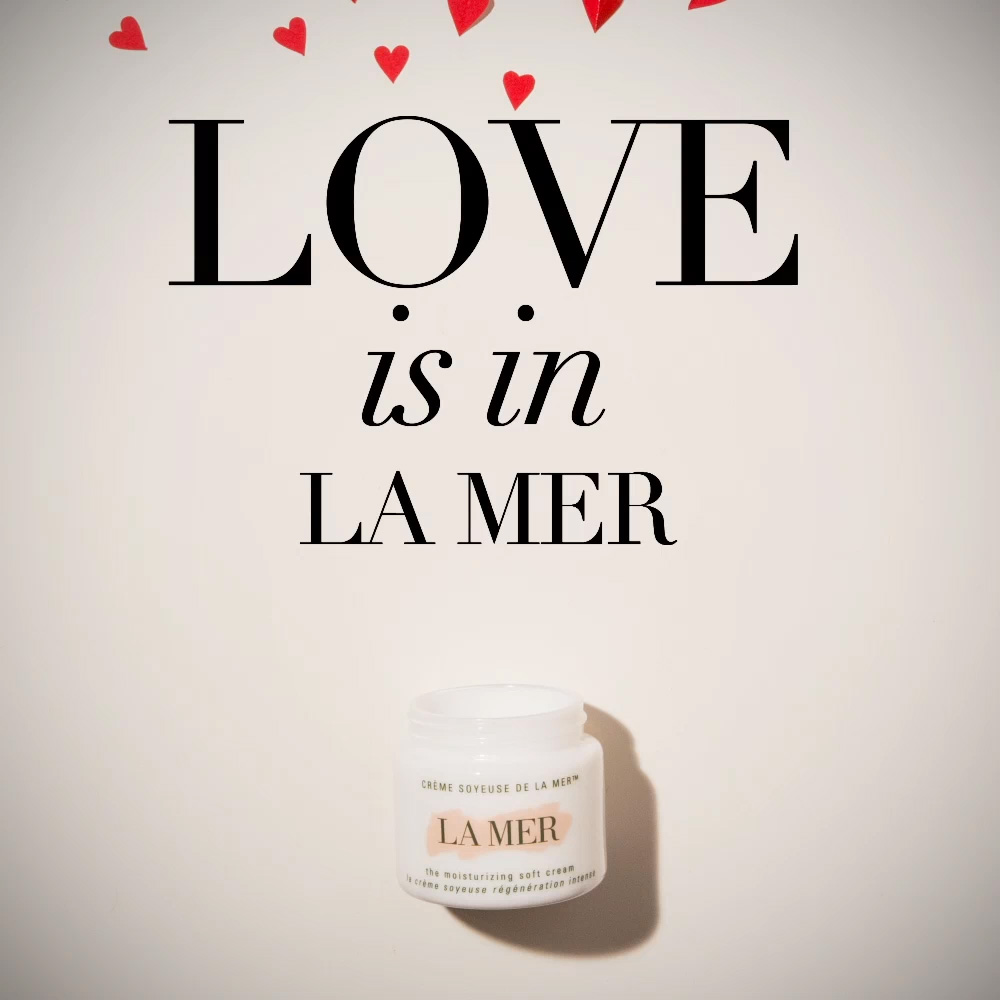 LOVE
is in
LA MER
CRÈME SOYEUSE DE LA MER™
LA MER
the moisturizing soft cream
la crème soyeuse régénération intense